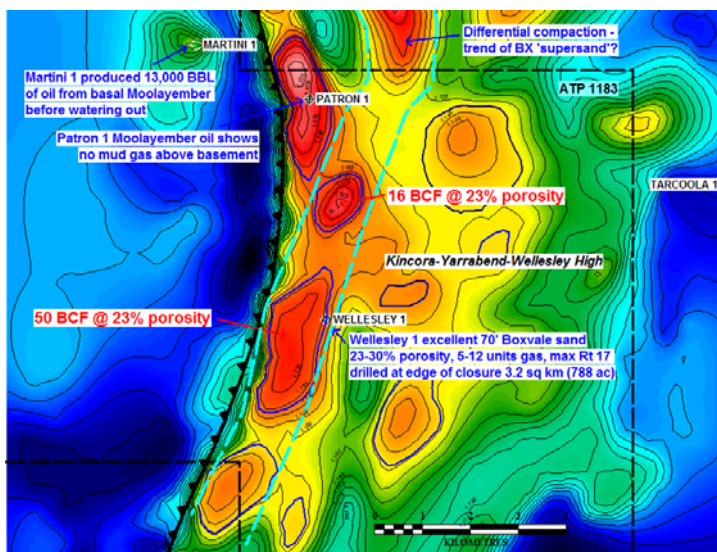 MARTINI 1
Differential compaction -
trend of BX 'supersand'?
Martini 1 produced 13,000 BBL
of oil from basal Moolayember
before watering out
ATP 1183
PATRON 1
Patron 1 Moolayember oil shows
no mud gas above basement
TARCOOLA 1
16 BCF @ 23% porosity
Kincora-Yarrabend-Wellesley High
50 BCF @ 23% porosity
WELLESLEY 1
Wellesley 1 excellent 70' Boxvale sand
23-30% porosity, 5-12 units gas, max Rt 17
drilled at edge of closure 3.2 sq km (788 ac)
KILOMETRES